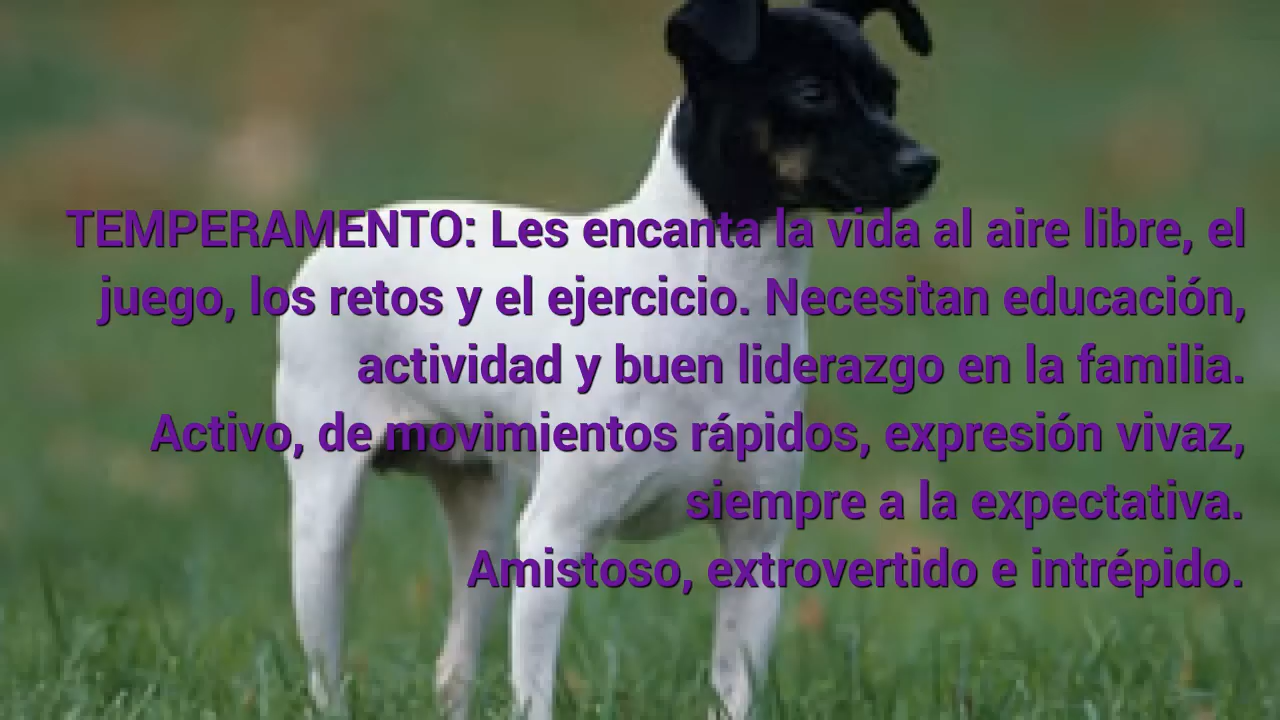 TEMPERAMENTO: Les encanta la vida al aire libre, el
juego, los retos y el ejercicio. Necesitan educación,
actividad y buen liderazgo en la familia.
Activo, de movimientos rápidos, expresión vivaz,
siempre a la expectativa.
Amistoso, extrovertido e intrépido.